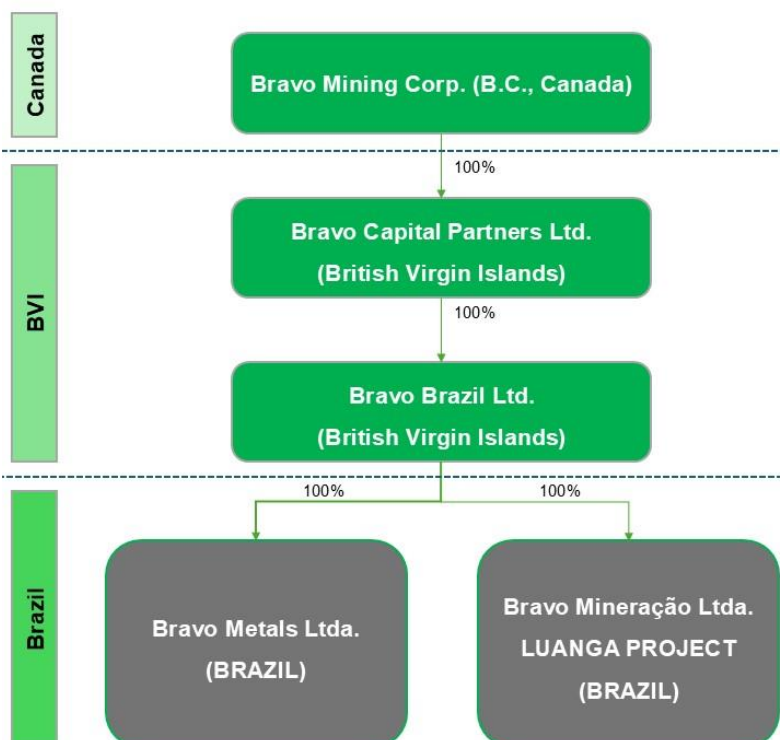 Canada
Bravo Mining Corp. (B.C., Canada)
100%
BVI
Bravo Capital Partners Ltd.
(British Virgin Islands)
100%
Bravo Brazil Ltd.
(British Virgin Islands)
Brazil
100%
100%
Bravo Metals Ltda.
(BRAZIL)
Bravo Mineração Ltda.
LUANGA PROJECT
(BRAZIL)